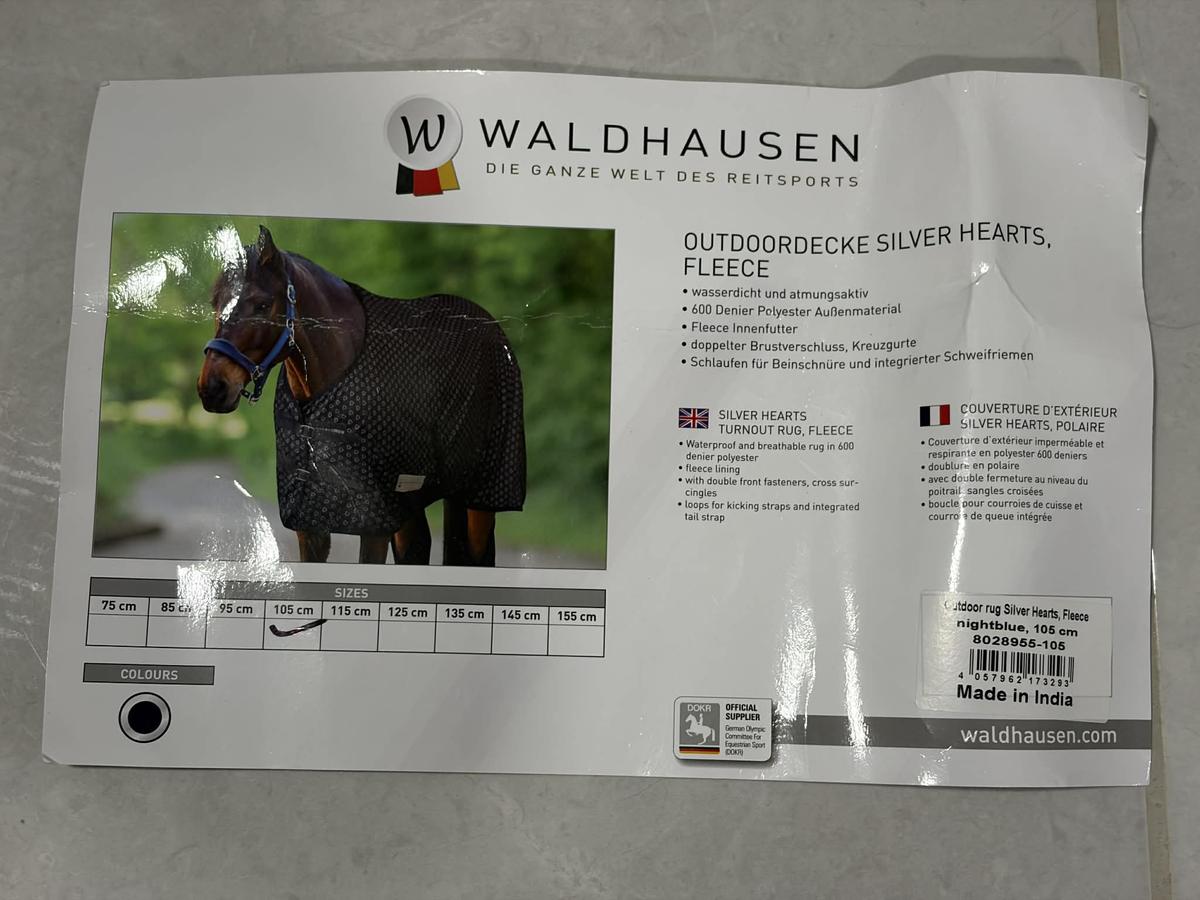 W WALDHAUSEN
DIE GANZE WELT DES REITSPORTS
OUTDOORDECKE SILVER HEARTS,
FLEECE
• wasserdicht und atmungsaktiv
• 600 Denier Polyester Außenmaterial
• Fleece Innenfutter
• doppelter Brustverschluss, Kreuzgurte
• Schlaufen für Beinschnüre und integrierter Schweifriemen
SILVER HEARTS
TURNOUT RUG, FLEECE
• Waterproof and breathable rug in 600
denier polyester
• fleece lining
• with double front fasteners, cross sur-
cingles
• loops for kicking straps and integrated
tail strap
COUVERTURE D'EXTÉRIEUR
SILVER HEARTS, POLAIRE
• Couverture d'extérieur imperméable et
respirante en polyester 600 deniers
• doublure en polaire
• avec double fermeture au niveau du
poitrail, sangles croisées
• boucle pour courroies de cuisse et
courroie de queue intégrée
SIZES
75 cm 85 cm 95 cm 105 cm 115 cm 125 cm 135 cm 145 cm 155 cm
COLOURS
Outdoor rug Silver Hearts, Fleece
nightblue, 105 cm
8028955-105
4 057962 173293
Made in India
DOKR
OFFICIAL
SUPPLIER
German Olympic
Committee For
Equestrian Sport
(DOKR)
waldhausen.com